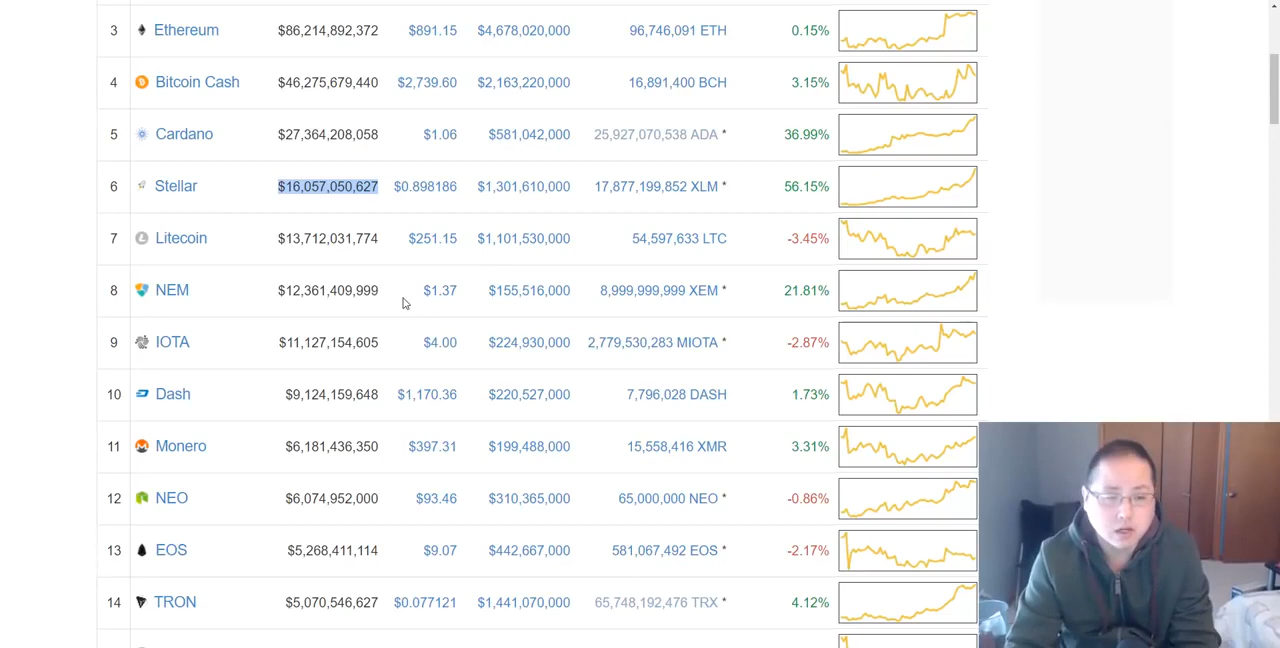 3 Ethereum $86,214,892,372 $891.15 $4,678,020,000 96,746,091 ETH 0.15%
4 Bitcoin Cash $46,275,679,440 $2,739.60 $2,163,220,000 16,891,400 BCH 3.15%
5 Cardano $27,364,208,058 $1.06 $581,042,000 25,927,070,538 ADA * 36.99%
6 Stellar $16,057,050,627 $0.898186 $1,301,610,000 17,877,199,852 XLM * 56.15%
7 Litecoin $13,712,031,774 $251.15 $1,101,530,000 54,597,633 LTC -3.45%
8 NEM $12,361,409,999 $1.37 $155,516,000 8,999,999,999 XEM * 21.81%
9 IOTA $11,127,154,605 $4.00 $224,930,000 2,779,530,283 MIOTA * -2.87%
10 Dash $9,124,159,648 $1,170.36 $220,527,000 7,796,028 DASH 1.73%
11 Monero $6,181,436,350 $397.31 $199,488,000 15,558,416 XMR 3.31%
12 NEO $6,074,952,000 $93.46 $310,365,000 65,000,000 NEO * -0.86%
13 EOS $5,268,411,114 $9.07 $442,667,000 581,067,492 EOS * -2.17%
14 TRON $5,070,546,627 $0.077121 $1,441,070,000 65,748,192,476 TRX * 4.12%